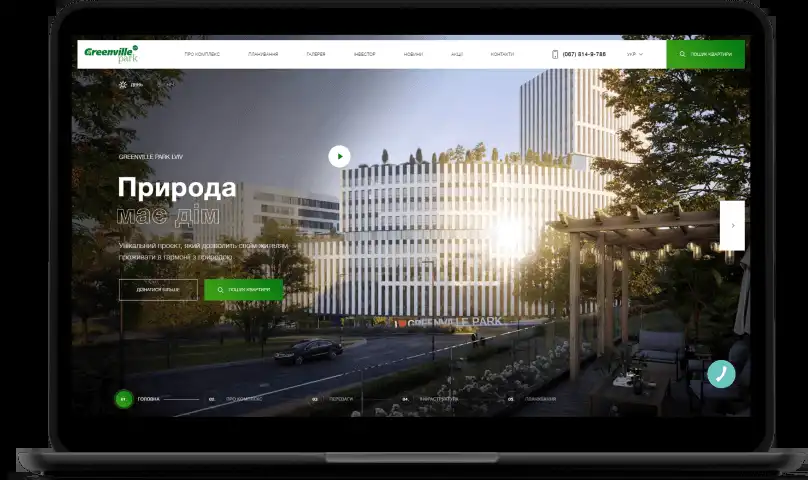 Greenville
park
ПРО КОМПЛЕКС
ПЛАНУВАННЯ
ГАЛЕРЕЯ
ІНВЕСТОР
НОВИНИ
АКЦІЇ
КОНТАКТИ
(067) 814-9-786
УКР
ПОШУК КВАРТИРИ
ДЕНЬ
GREENVILLE PARK LVIV
Природа
має дім
Унікальний проєкт, який дозволить своїм жителям
проживати в гармонії з природою
ДІЗНАТИСЯ БІЛЬШЕ
ПОШУК КВАРТИРИ
I ❤ GREENVILLE PARK
01. ГОЛОВНА
02. ПРО КОМПЛЕКС
03. ПЕРЕВАГИ
04. ІНФРАСТРУКТУРА
05. ПЛАНУВАННЯ